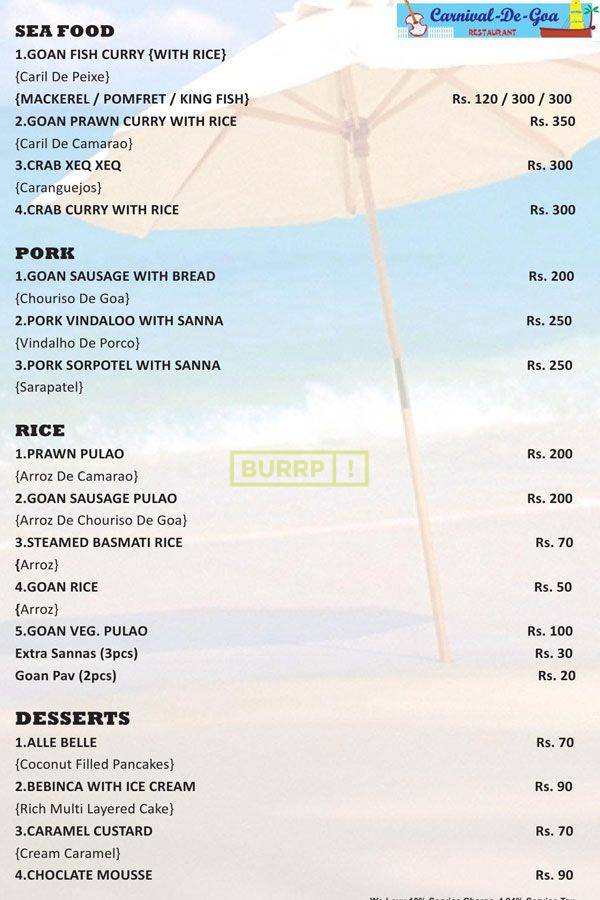 Carnival-De-Goa
RESTAURANT
SEA FOOD
1.GOAN FISH CURRY {WITH RICE}
{Caril De Peixe}
{MACKEREL / POMFRET / KING FISH} Rs. 120 / 300 / 300
2.GOAN PRAWN CURRY WITH RICE Rs. 350
{Caril De Camarao}
3.CRAB XEQ XEQ Rs. 300
{Caranguejos}
4.CRAB CURRY WITH RICE Rs. 300
PORK
1.GOAN SAUSAGE WITH BREAD Rs. 200
{Chouriso De Goa}
2.PORK VINDALOO WITH SANNA Rs. 250
{Vindalho De Porco}
3.PORK SORPOTEL WITH SANNA Rs. 250
{Sarapatel}
RICE
1.PRAWN PULAO Rs. 200
BURRP !
{Arroz De Camarao}
2.GOAN SAUSAGE PULAO Rs. 200
{Arroz De Chouriso De Goa}
3.STEAMED BASMATI RICE Rs. 70
{Arroz}
4.GOAN RICE Rs. 50
{Arroz}
5.GOAN VEG. PULAO Rs. 100
Extra Sannas (3pcs) Rs. 30
Goan Pav (2pcs) Rs. 20
DESSERTS
1.ALLE BELLE Rs. 70
{Coconut Filled Pancakes}
2.BEBINCA WITH ICE CREAM Rs. 90
{Rich Multi Layered Cake}
3.CARAMEL CUSTARD Rs. 70
{Cream Caramel}
4.CHOCLATE MOUSSE Rs. 90